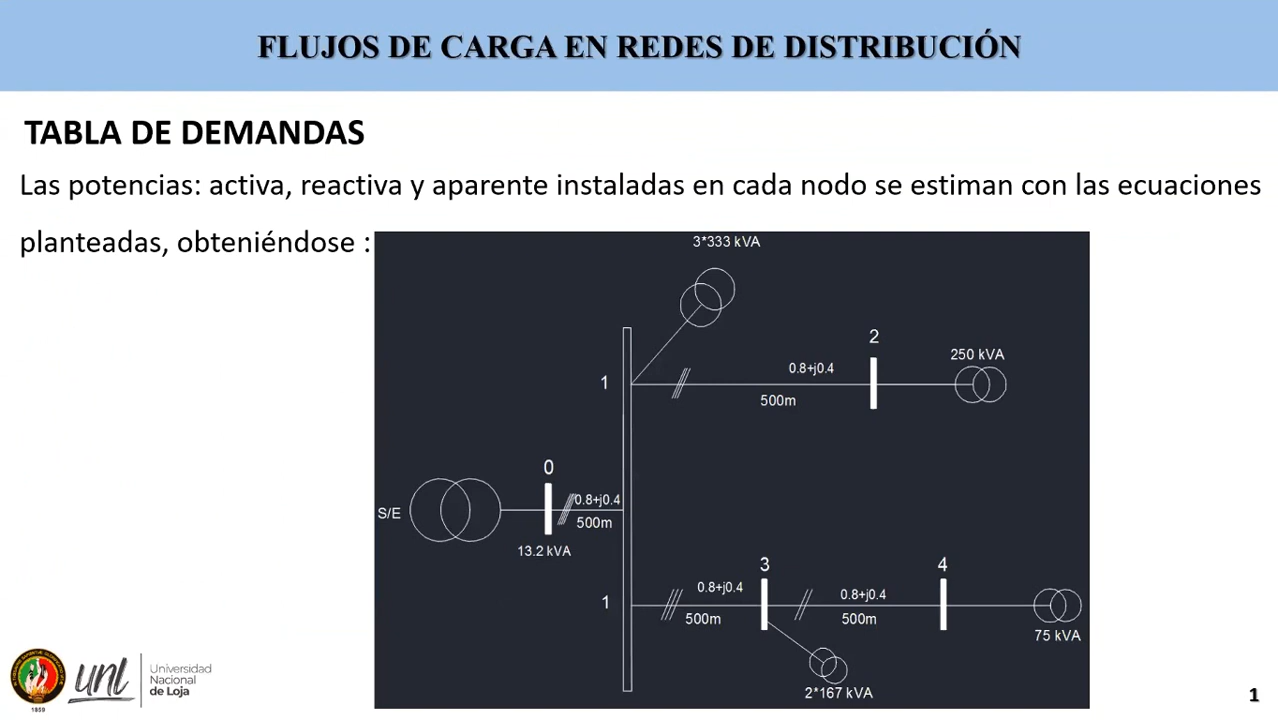 FLUJOS DE CARGA EN REDES DE DISTRIBUCIÓN
TABLA DE DEMANDAS
Las potencias: activa, reactiva y aparente instaladas en cada nodo se estiman con las ecuaciones
planteadas, obteniéndose :
3*333 kVA
2
250 kVA
0.8+j0.4
1
500m
0
0.8+j0.4
S/E
500m
13.2 kVA
3
4
0.8+j0.4
0.8+j0.4
1
500m
500m
75 kVA
2*167 kVA
1859
unl
Universidad
Nacional
de Loja
1